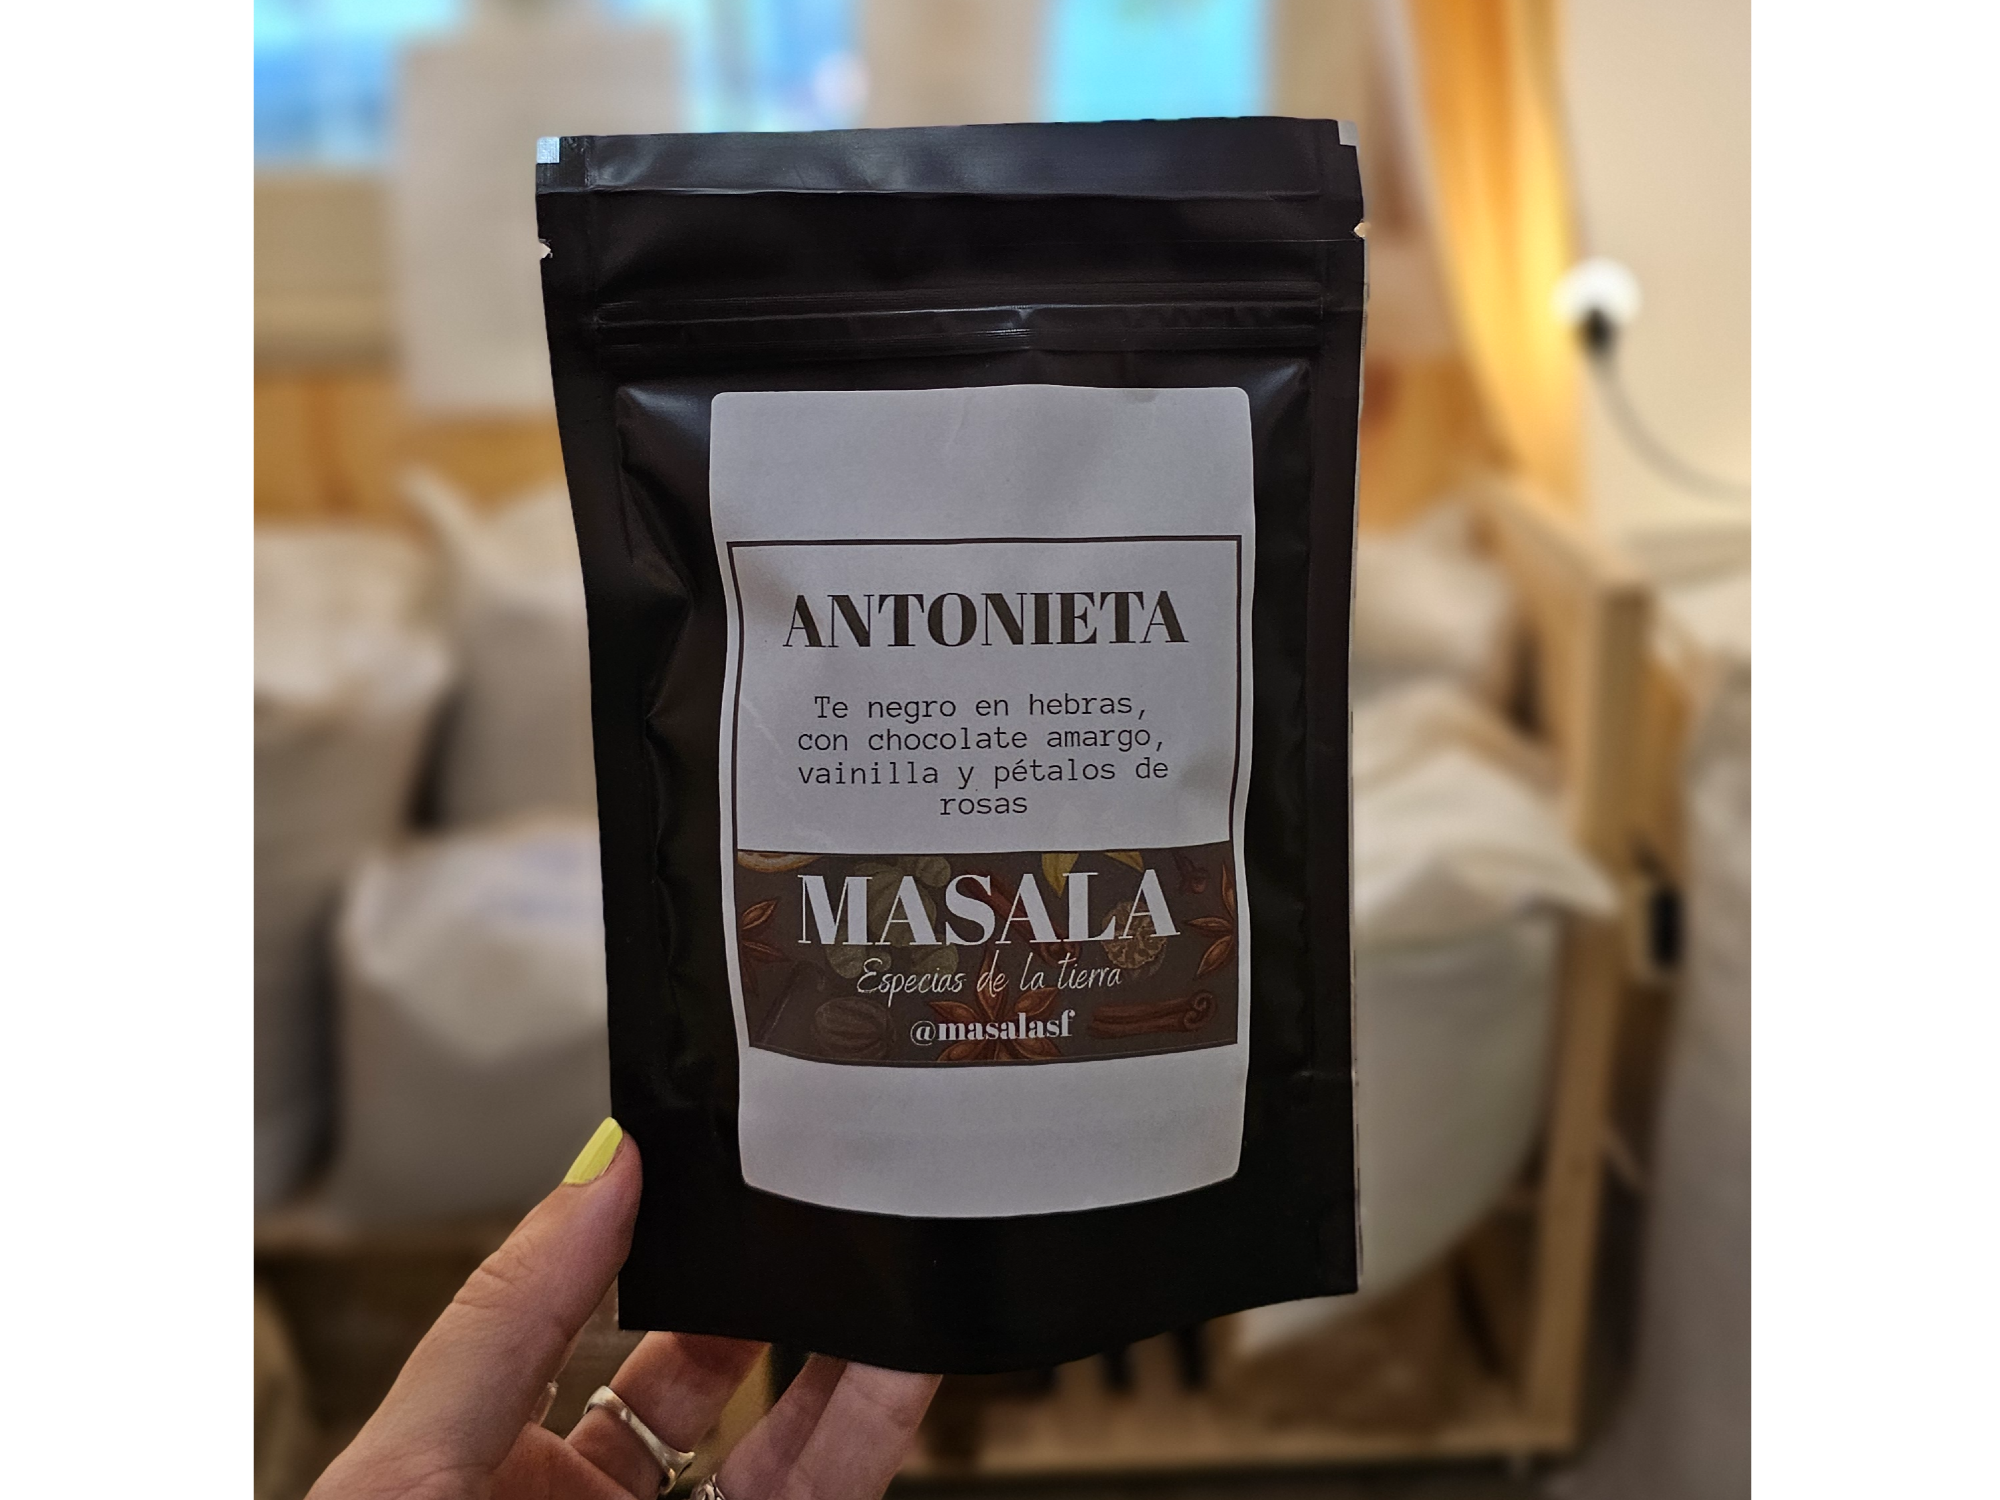 ANTONIETA
Te negro en hebras,
con chocolate amargo,
vainilla y pétalos de
rosas
MASALA
Especias de la tierra
@masalasf